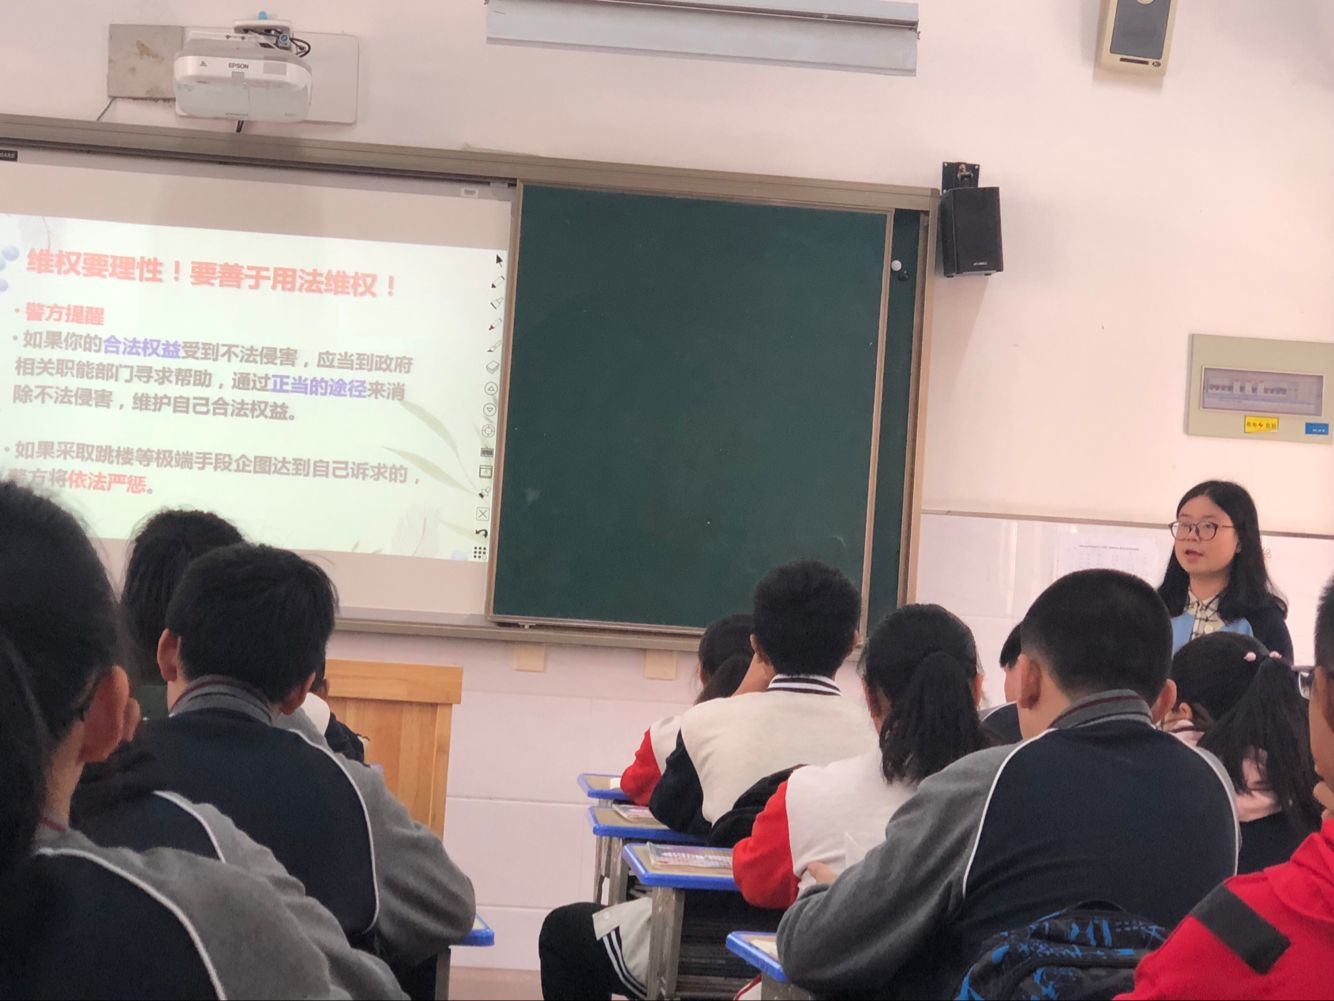 EPSON
维权要理性！要善于用法维权！
·警方提醒
·如果你的合法权益受到不法侵害，应当到政府
相关职能部门寻求帮助，通过正当的途径来消
除不法侵害，维护自己合法权益。
·如果采取跳楼等极端手段企图达到自己诉求的，
警方将依法严惩。